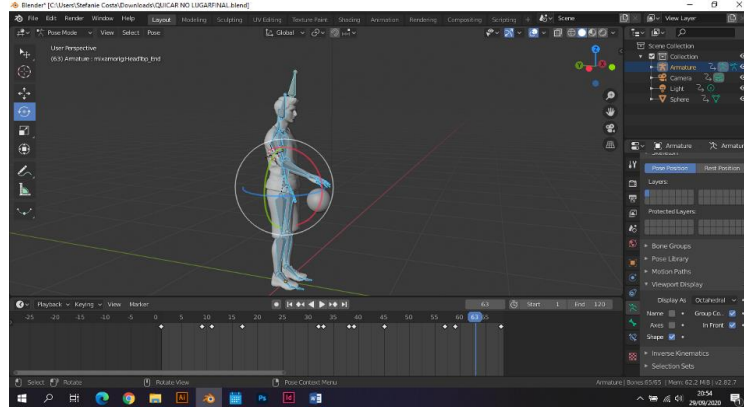 Blender* [C:\Users\Stefanie Costa\Downloads\QUICAR NO LUGARFINAL.blend]
File Edit Render Window Help Layout Modeling Sculpting UV Editing Texture Paint Shading Animation Rendering Compositing Scripting + Scene View Layer
Pose Mode View Select Pose Global
User Perspective
(63) Armature : mixamorig:HeadTop_End
Scene Collection
Collection
Armature
Camera
Light
Sphere
Armature Armatur
Pose Position Rest Position
Layers:
Protected Layers:
Bone Groups
Pose Library
Motion Paths
Viewport Display
Display As Octahedral
Name Group Co..
Axes In Front
Shape
Inverse Kinematics
Selection Sets
Playback Keying View Marker 63 Start 1 End 120
-25 -20 -15 -10 -5 0 5 10 15 20 25 30 35 40 45 50 55 60 63 65
Select Rotate Rotate View Pose Context Menu Armature | Bones:65/65 | Mem: 62.2 MiB | v2.82.7
Ai Ps Id
20:54
29/09/2020